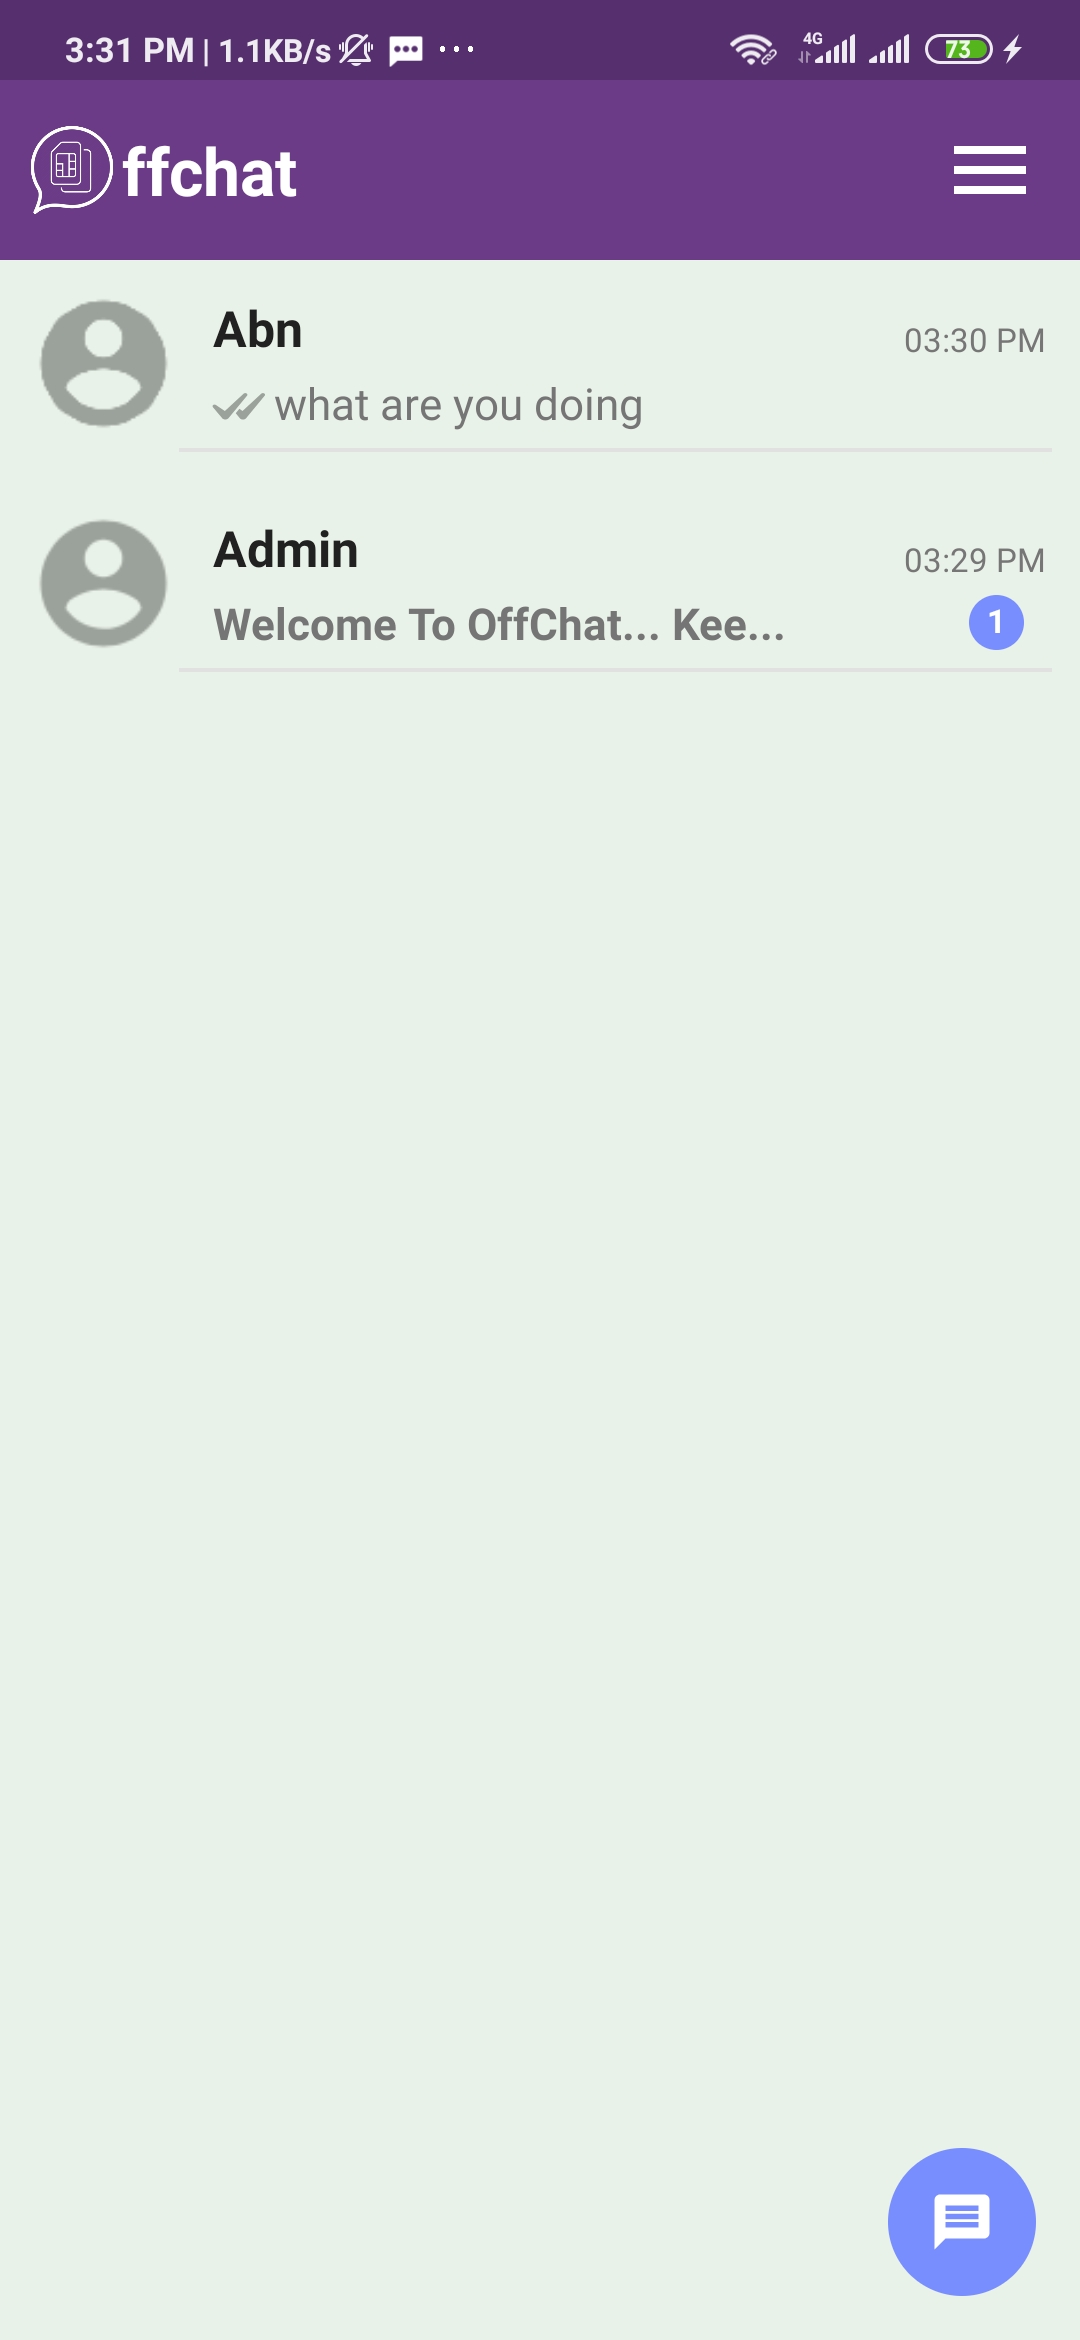 3:31 PM | 1.1KB/s ... 4G 73
ffchat
Abn
03:30 PM
what are you doing
Admin
03:29 PM
Welcome To OffChat... Kee...
1